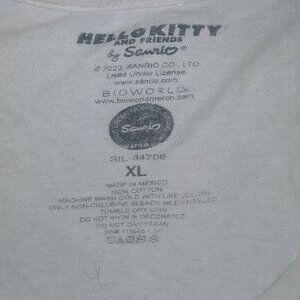 HELLO KITTY
AND FRIENDS
by Sanrio®
© 2023 SANRIO CO., LTD
Used Under License.
www.sanrio.com
BIOWORLD
www.bioworldmerch.com
Sanrio
USA
SIL-34706
XL
MADE IN MEXICO
100% COTTON
MACHINE WASH COLD WITH LIKE COLORS
ONLY NON-CHLORINE BLEACH WHEN NEEDED
TUMBLE DRY LOW
DO NOT IRON IF DECORATED
DO NOT DRY CLEAN